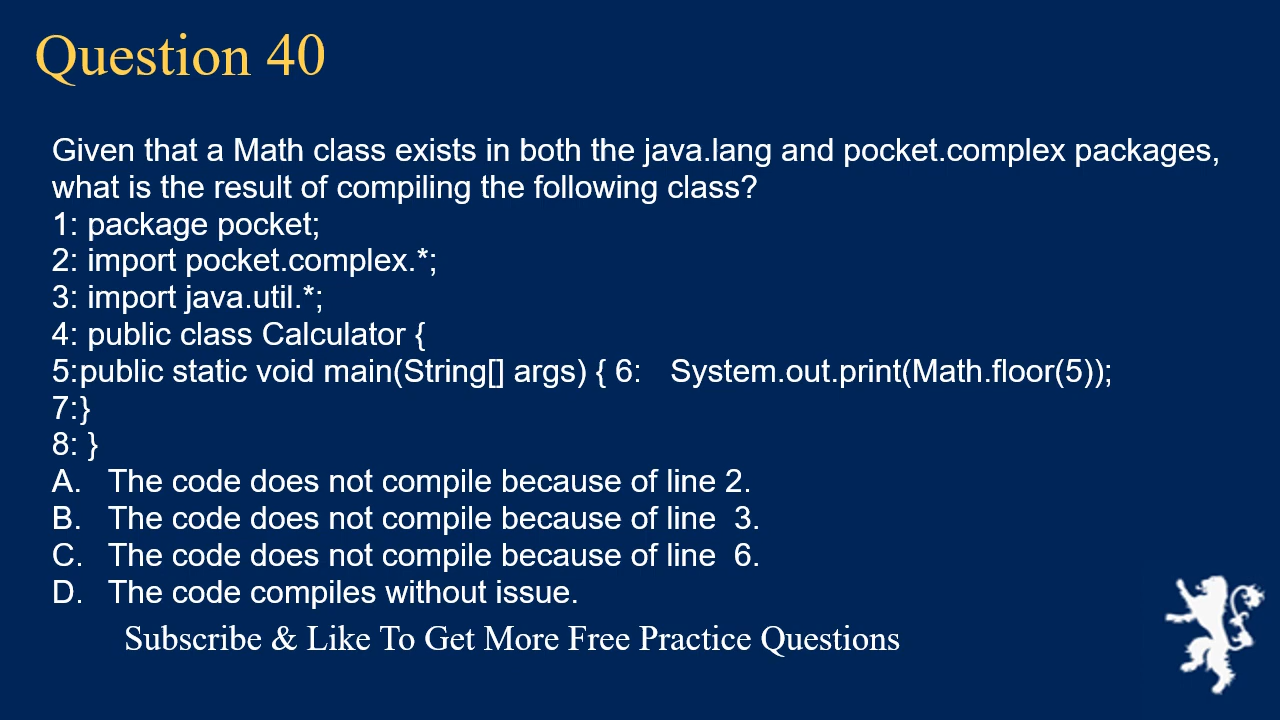 Question 40
Given that a Math class exists in both the java.lang and pocket.complex packages,
what is the result of compiling the following class?
1: package pocket;
2: import pocket.complex.*;
3: import java.util.*;
4: public class Calculator {
5:public static void main(String[] args) { 6: System.out.print(Math.floor(5));
7:}
8: }
A. The code does not compile because of line 2.
B. The code does not compile because of line 3.
C. The code does not compile because of line 6.
D. The code compiles without issue.
Subscribe & Like To Get More Free Practice Questions